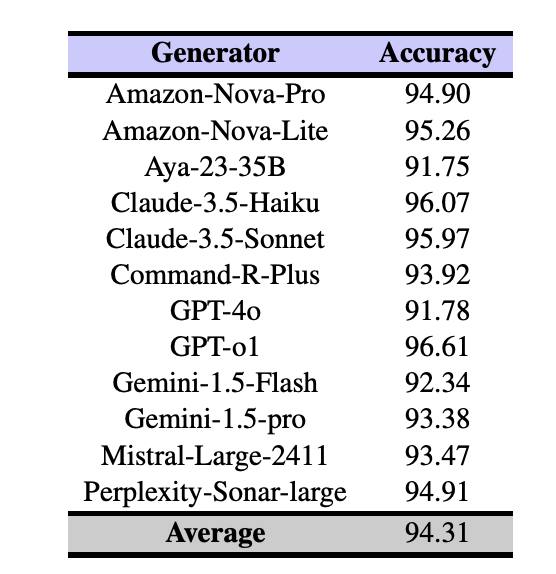 Generator Accuracy
Amazon-Nova-Pro 94.90
Amazon-Nova-Lite 95.26
Aya-23-35B 91.75
Claude-3.5-Haiku 96.07
Claude-3.5-Sonnet 95.97
Command-R-Plus 93.92
GPT-4o 91.78
GPT-o1 96.61
Gemini-1.5-Flash 92.34
Gemini-1.5-pro 93.38
Mistral-Large-2411 93.47
Perplexity-Sonar-large 94.91
Average 94.31